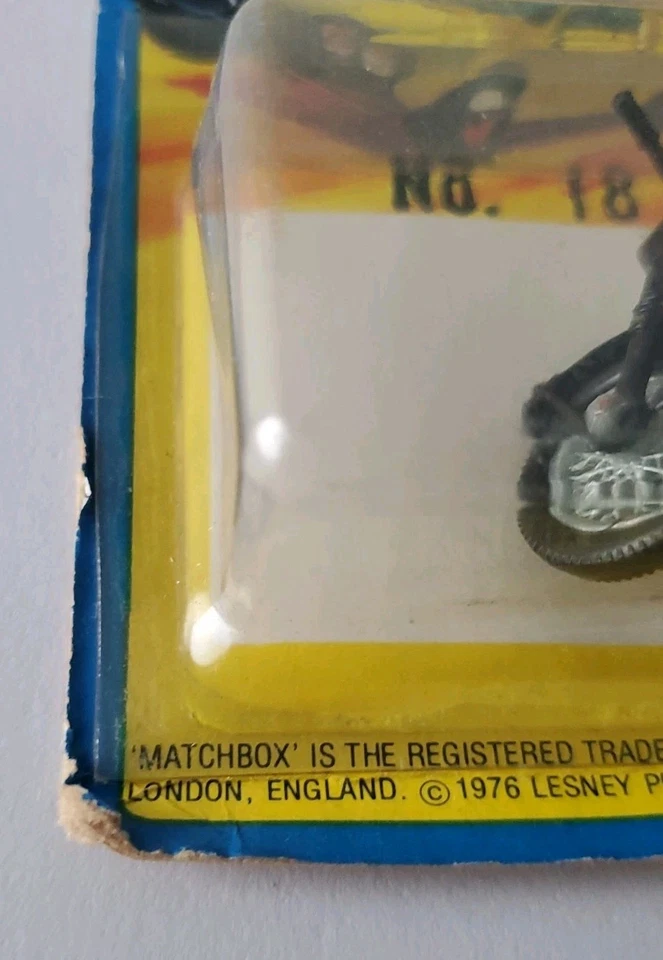 No. 18
'MATCHBOX' IS THE REGISTERED TRADE
LONDON, ENGLAND. © 1976 LESNEY P